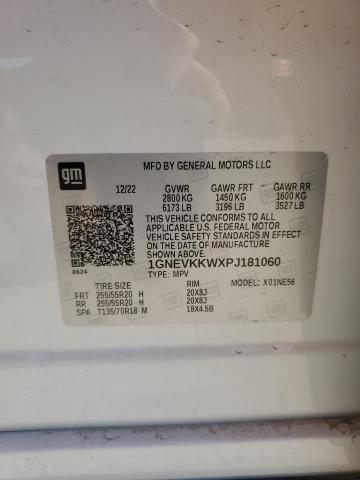 gm
MFD BY GENERAL MOTORS LLC
12/22 GVWR GAWR FRT GAWR RR
2800 KG 1450 KG 1600 KG
6173 LB 3196 LB 3527 LB
THIS VEHICLE CONFORMS TO ALL
APPLICABLE U.S. FEDERAL MOTOR
VEHICLE SAFETY STANDARDS IN EFFECT
ON THE DATE OF MANUFACTURE
SHOWN ABOVE.
8624
1GNEVKKWXPJ181060
TYPE: MPV
TIRE SIZE RIM MODEL: X01NE56
FRT 255/55R20 H 20X8J
RR 255/55R20 H 20X8J
SPA T135/70R18 M 18X4.5B